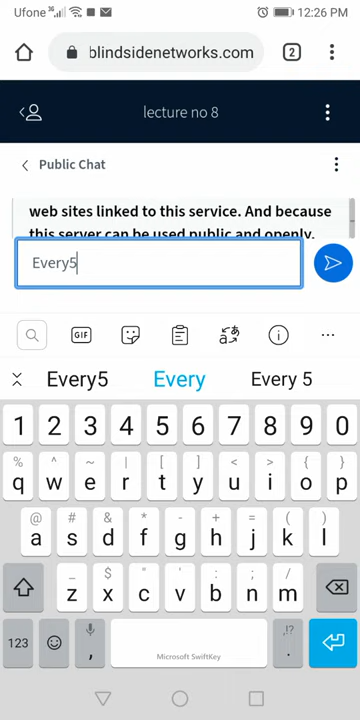 Ufone 3G 12:26 PM
blindsidenetworks.com 2
lecture no 8
Public Chat
web sites linked to this service. And because
this server can be used public and openly.
Every5
GIF
Every5 Every Every 5
1 2 3 4 5 6 7 8 9 0
% ^ ~ | [ ] < > { }
q w e r t y u i o p
@ # & * - + = ( )
a s d f g h j k l
_ $ " ' : ; /
z x c v b n m
123 , Microsoft SwiftKey ,!? .